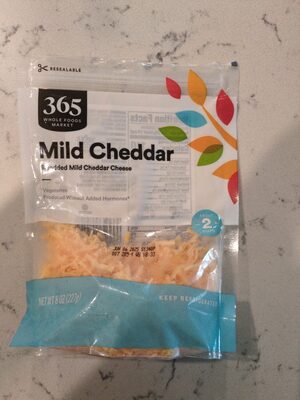 RESEALABLE
365
WHOLE FOODS
MARKET
Mild Cheddar
Shredded Mild Cheddar Cheese
Vegetarian
Produced Without Added Hormones*
2
NET WT 8 OZ (227g)
KEEP REFRIGERATED